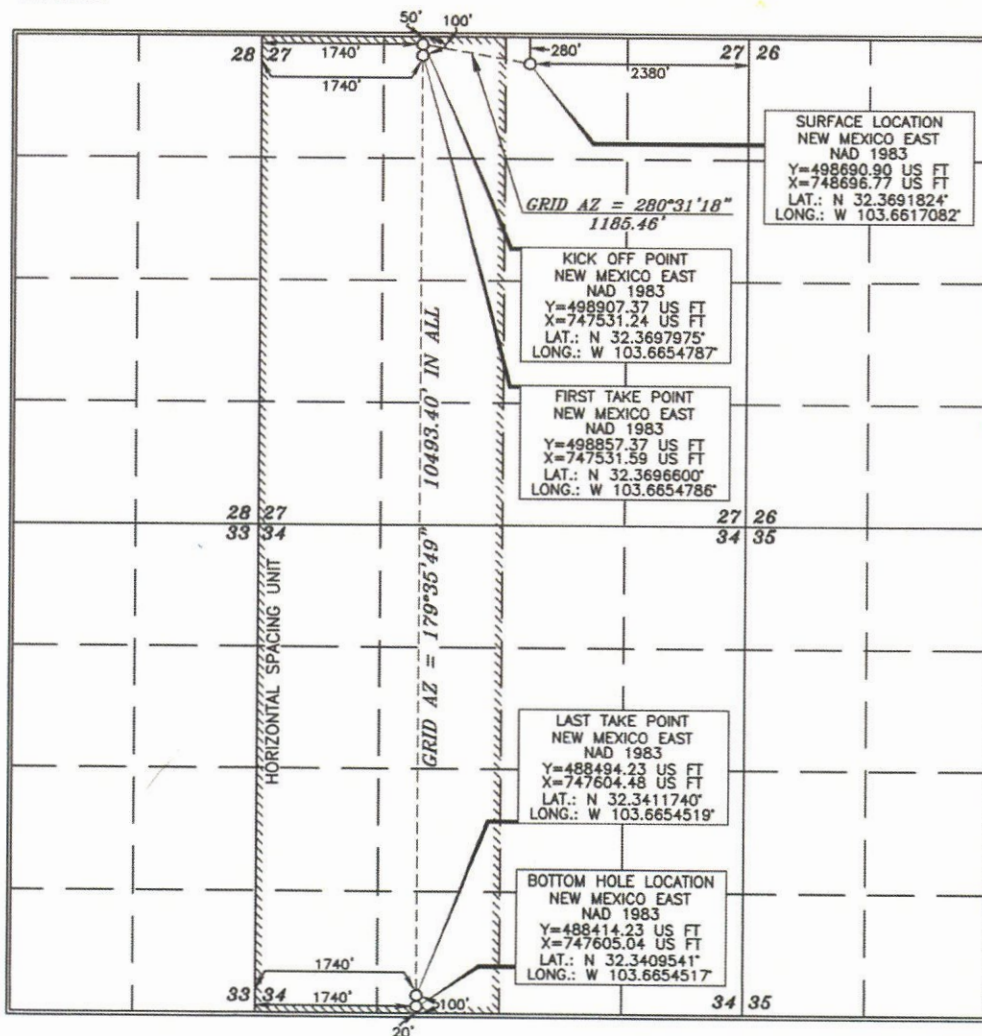 50'
100'
28 27
1740'
280'
27 26
2380'
1740'
SURFACE LOCATION
NEW MEXICO EAST
NAD 1983
Y=498690.90 US FT
X=748696.77 US FT
LAT.: N 32.3691824°
LONG.: W 103.6617082°
GRID AZ = 280°31'18"
1185.46'
KICK OFF POINT
NEW MEXICO EAST
NAD 1983
Y=498907.37 US FT
X=747531.24 US FT
LAT.: N 32.3697975°
LONG.: W 103.6654787°
10493.40' IN ALL
FIRST TAKE POINT
NEW MEXICO EAST
NAD 1983
Y=498857.37 US FT
X=747531.59 US FT
LAT.: N 32.3696600°
LONG.: W 103.6654786°
28 27
33 34
27 26
34 35
HORIZONTAL SPACING UNIT
GRID AZ = 179°35'49"
LAST TAKE POINT
NEW MEXICO EAST
NAD 1983
Y=488494.23 US FT
X=747604.48 US FT
LAT.: N 32.3411740°
LONG.: W 103.6654519°
BOTTOM HOLE LOCATION
NEW MEXICO EAST
NAD 1983
Y=488414.23 US FT
X=747605.04 US FT
LAT.: N 32.3409541°
LONG.: W 103.6654517°
1740'
33 34
1740'
100'
34 35
20'